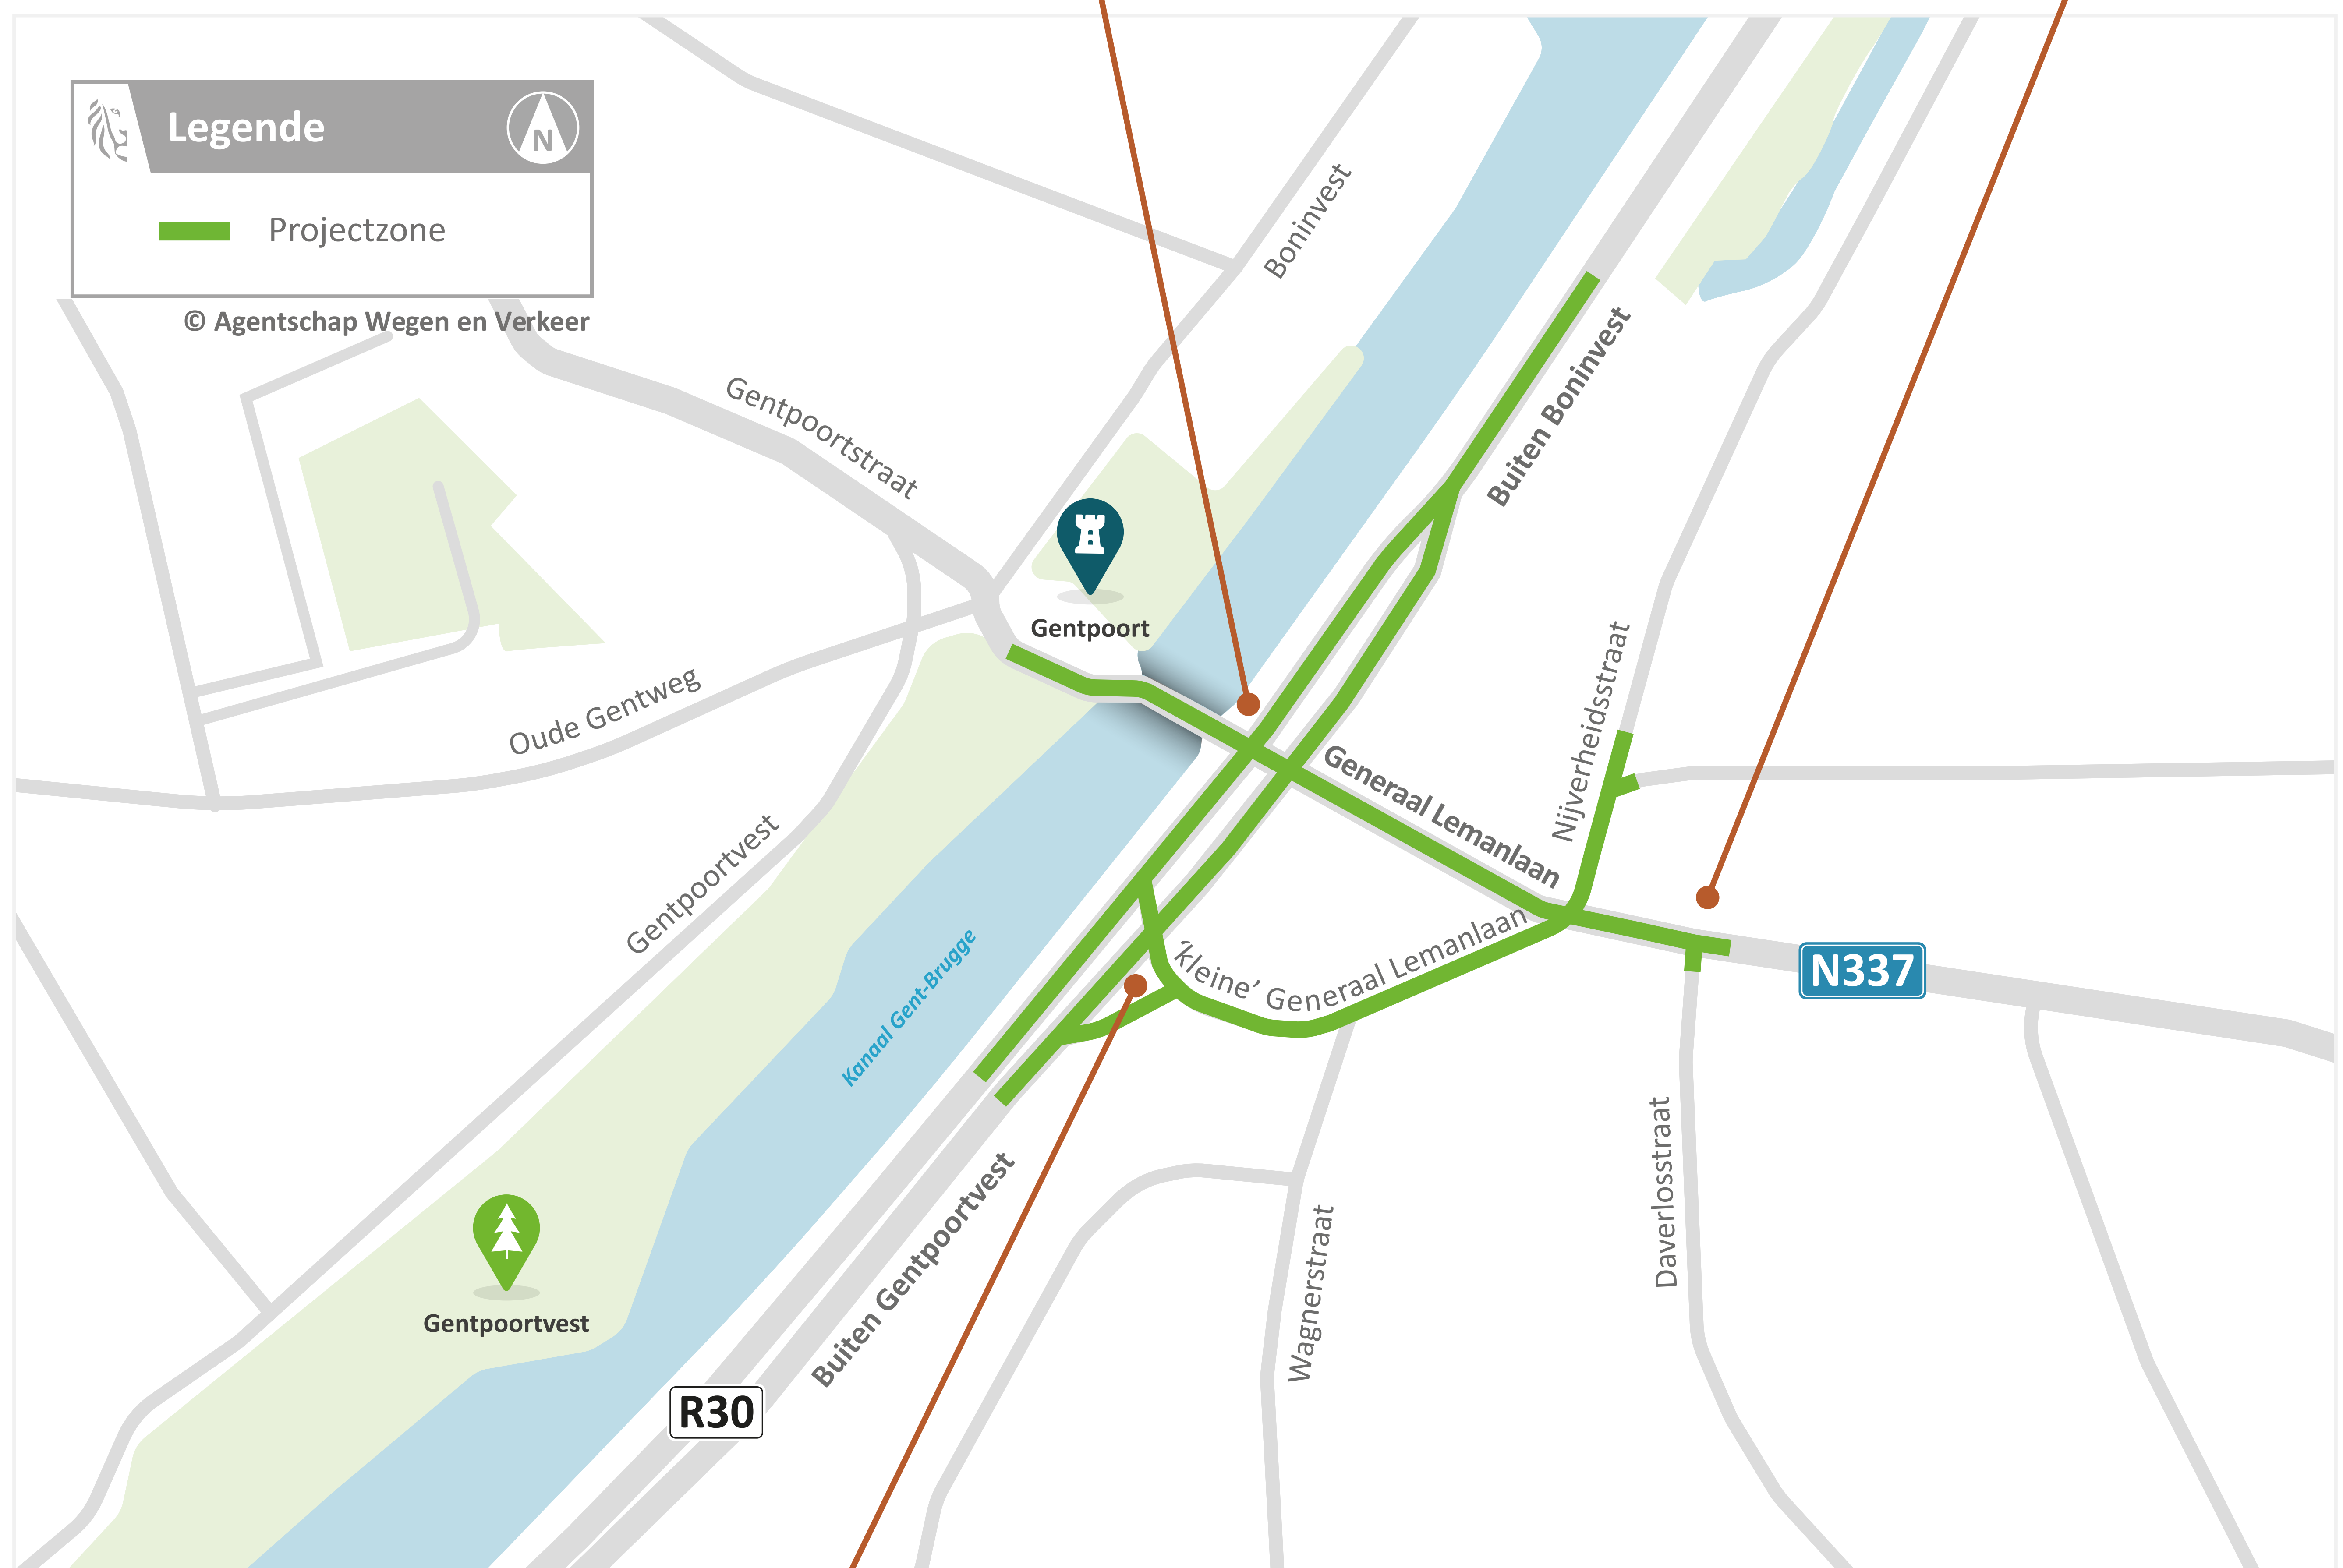 Legende
N
Projectzone
© Agentschap Wegen en Verkeer
Boninvest
Buiten Boninvest
Gentpoortstraat
Gentpoort
Oude Gentweg
Nijverheidsstraat
Generaal Lemanlaan
Gentpoortvest
‘kleine’ Generaal Lemanlaan
N337
Kanaal Gent-Brugge
Buiten Gentpoortvest
Daverlosstraat
Wagnerstraat
Gentpoortvest
R30